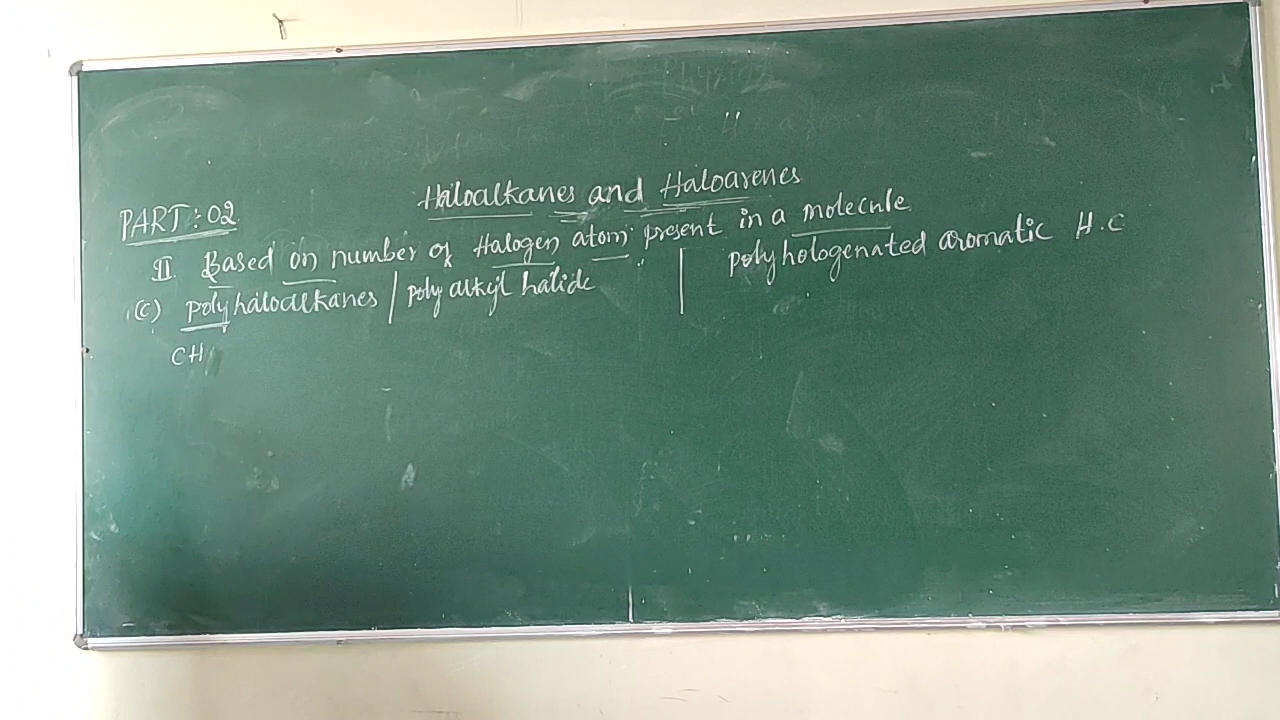 Haloalkanes and Haloarenes
PART:02
II. Based on number of Halogen atom present in a molecule
(c) polyhaloalkanes / poly alkyl halide | polyhologenated aromatic H.C
CH